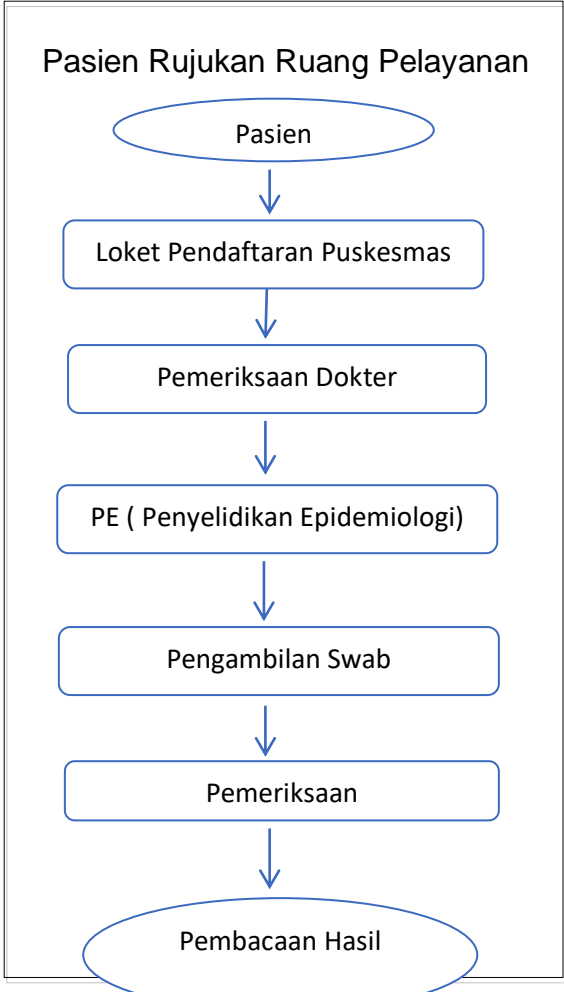 Pasien Rujukan Ruang Pelayanan
Pasien
Loket Pendaftaran Puskesmas
Pemeriksaan Dokter
PE ( Penyelidikan Epidemiologi)
Pengambilan Swab
Pemeriksaan
Pembacaan Hasil